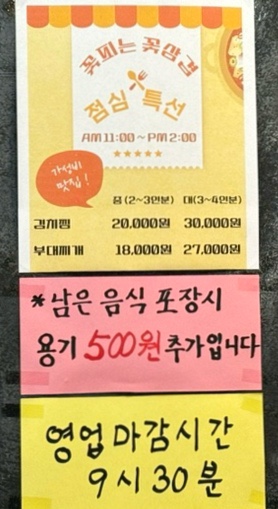 꽃피는 꽃삼겹
점심 특선
AM 11:00 ~ PM 2:00
★★★★★
가성비
맛집!
중 (2~3인분) 대(3~4인분)
김치찜 20,000원 30,000원
부대찌개 18,000원 27,000원
*남은 음식 포장시
용기 500원 추가입니다
영업마감시간
9시 30분